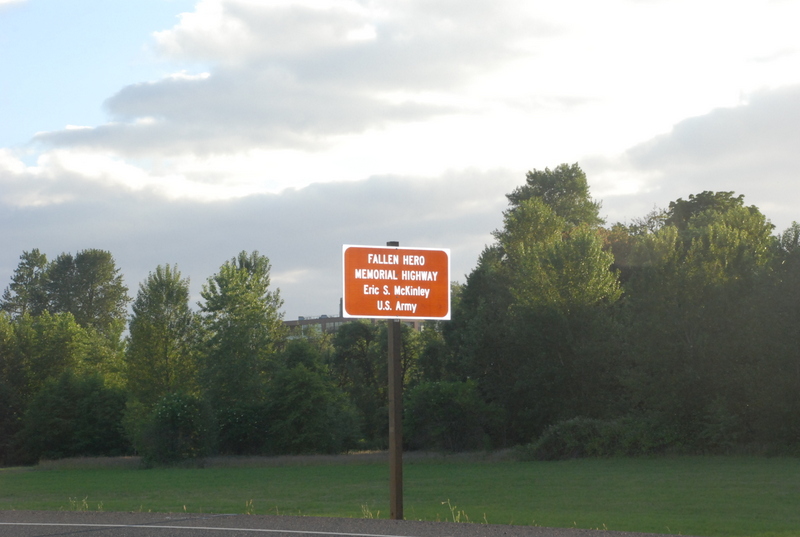 FALLEN HERO
MEMORIAL HIGHWAY
Eric S. McKinley
U.S. Army